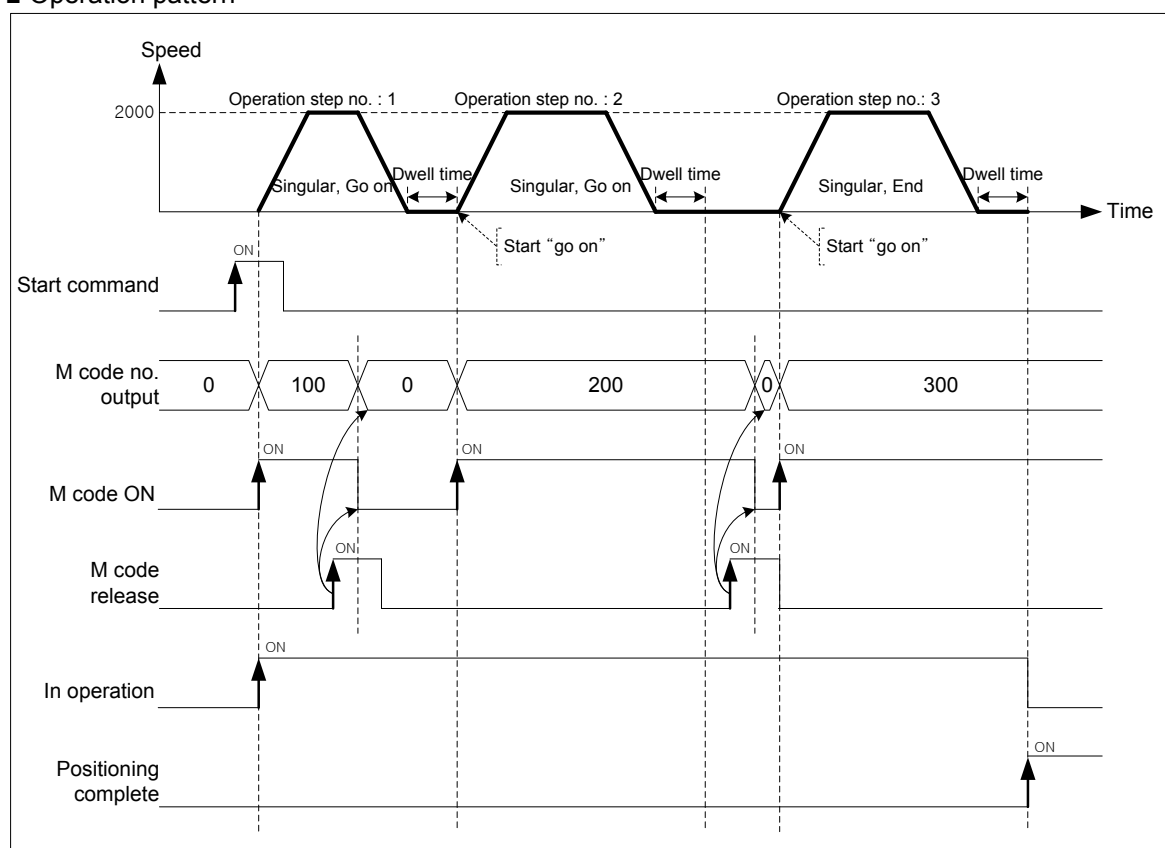 Operation pattern
Speed
2000
Operation step no. : 1
Operation step no. : 2
Operation step no.: 3
Dwell time
Dwell time
Dwell time
Singular, Go on
Singular, Go on
Singular, End
Time
Start “go on”
Start “go on”
ON
Start command
M code no.
output
0
100
0
200
0
300
ON
ON
ON
M code ON
ON
ON
M code
release
ON
In operation
ON
Positioning
complete